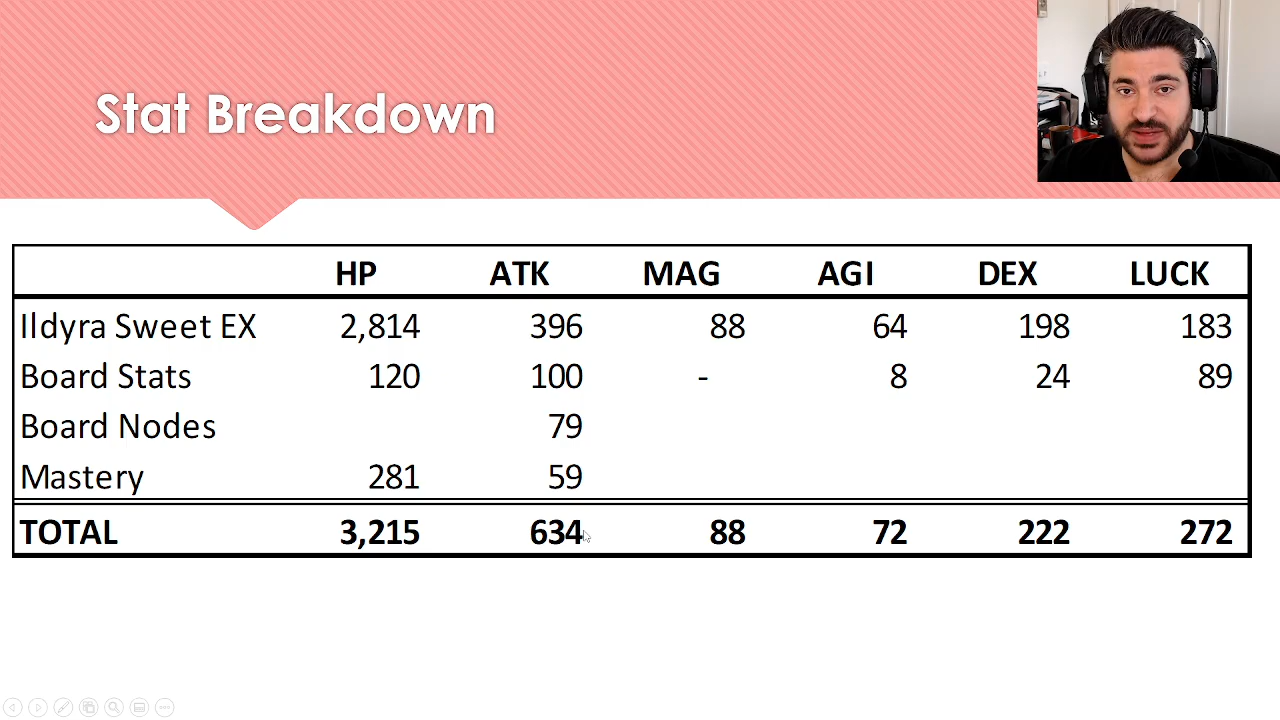 Stat Breakdown
HP ATK MAG AGI DEX LUCK
Ildyra Sweet EX 2,814 396 88 64 198 183
Board Stats 120 100 - 8 24 89
Board Nodes 79
Mastery 281 59
TOTAL 3,215 634 88 72 222 272